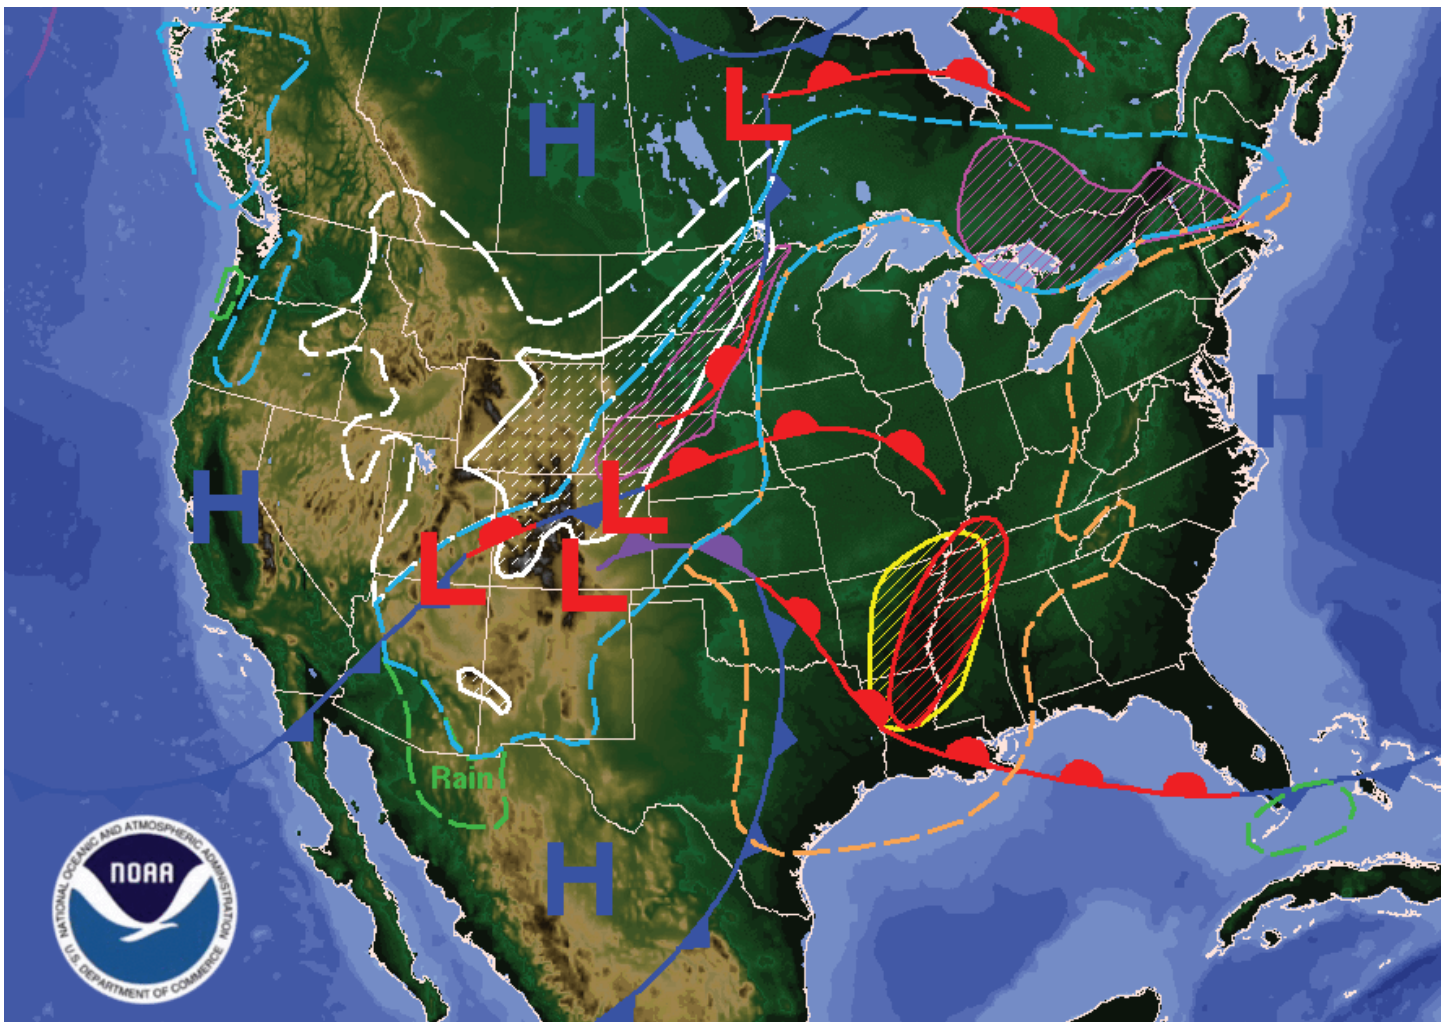 L
H
H
H
L
L
L
Rain
H
NOAA
NATIONAL OCEANIC AND ATMOSPHERIC ADMINISTRATION
U.S. DEPARTMENT OF COMMERCE